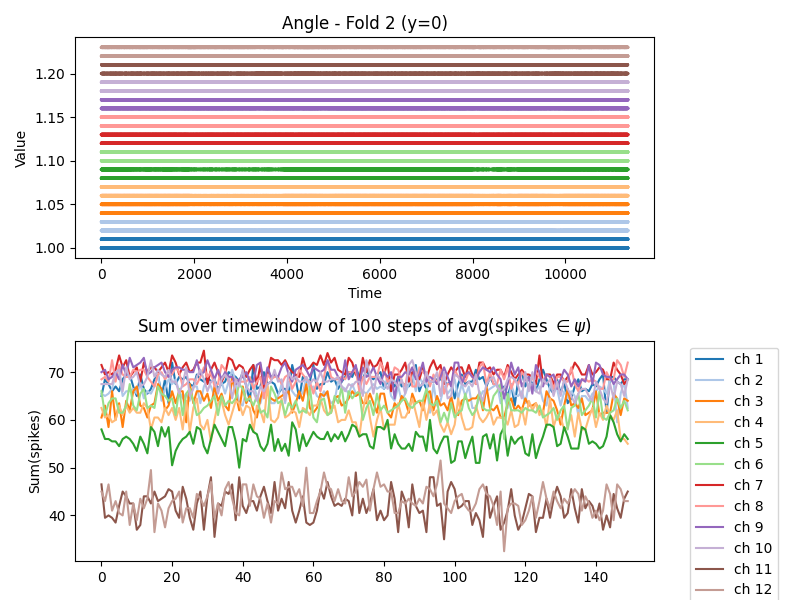 Angle - Fold 2 (y=0)
Value
1.20
1.15
1.10
1.05
1.00
0 2000 4000 6000 8000 10000
Time
Sum over timewindow of 100 steps of avg(spikes ∈ψ)
Sum(spikes)
70
60
50
40
0 20 40 60 80 100 120 140
ch 1
ch 2
ch 3
ch 4
ch 5
ch 6
ch 7
ch 8
ch 9
ch 10
ch 11
ch 12